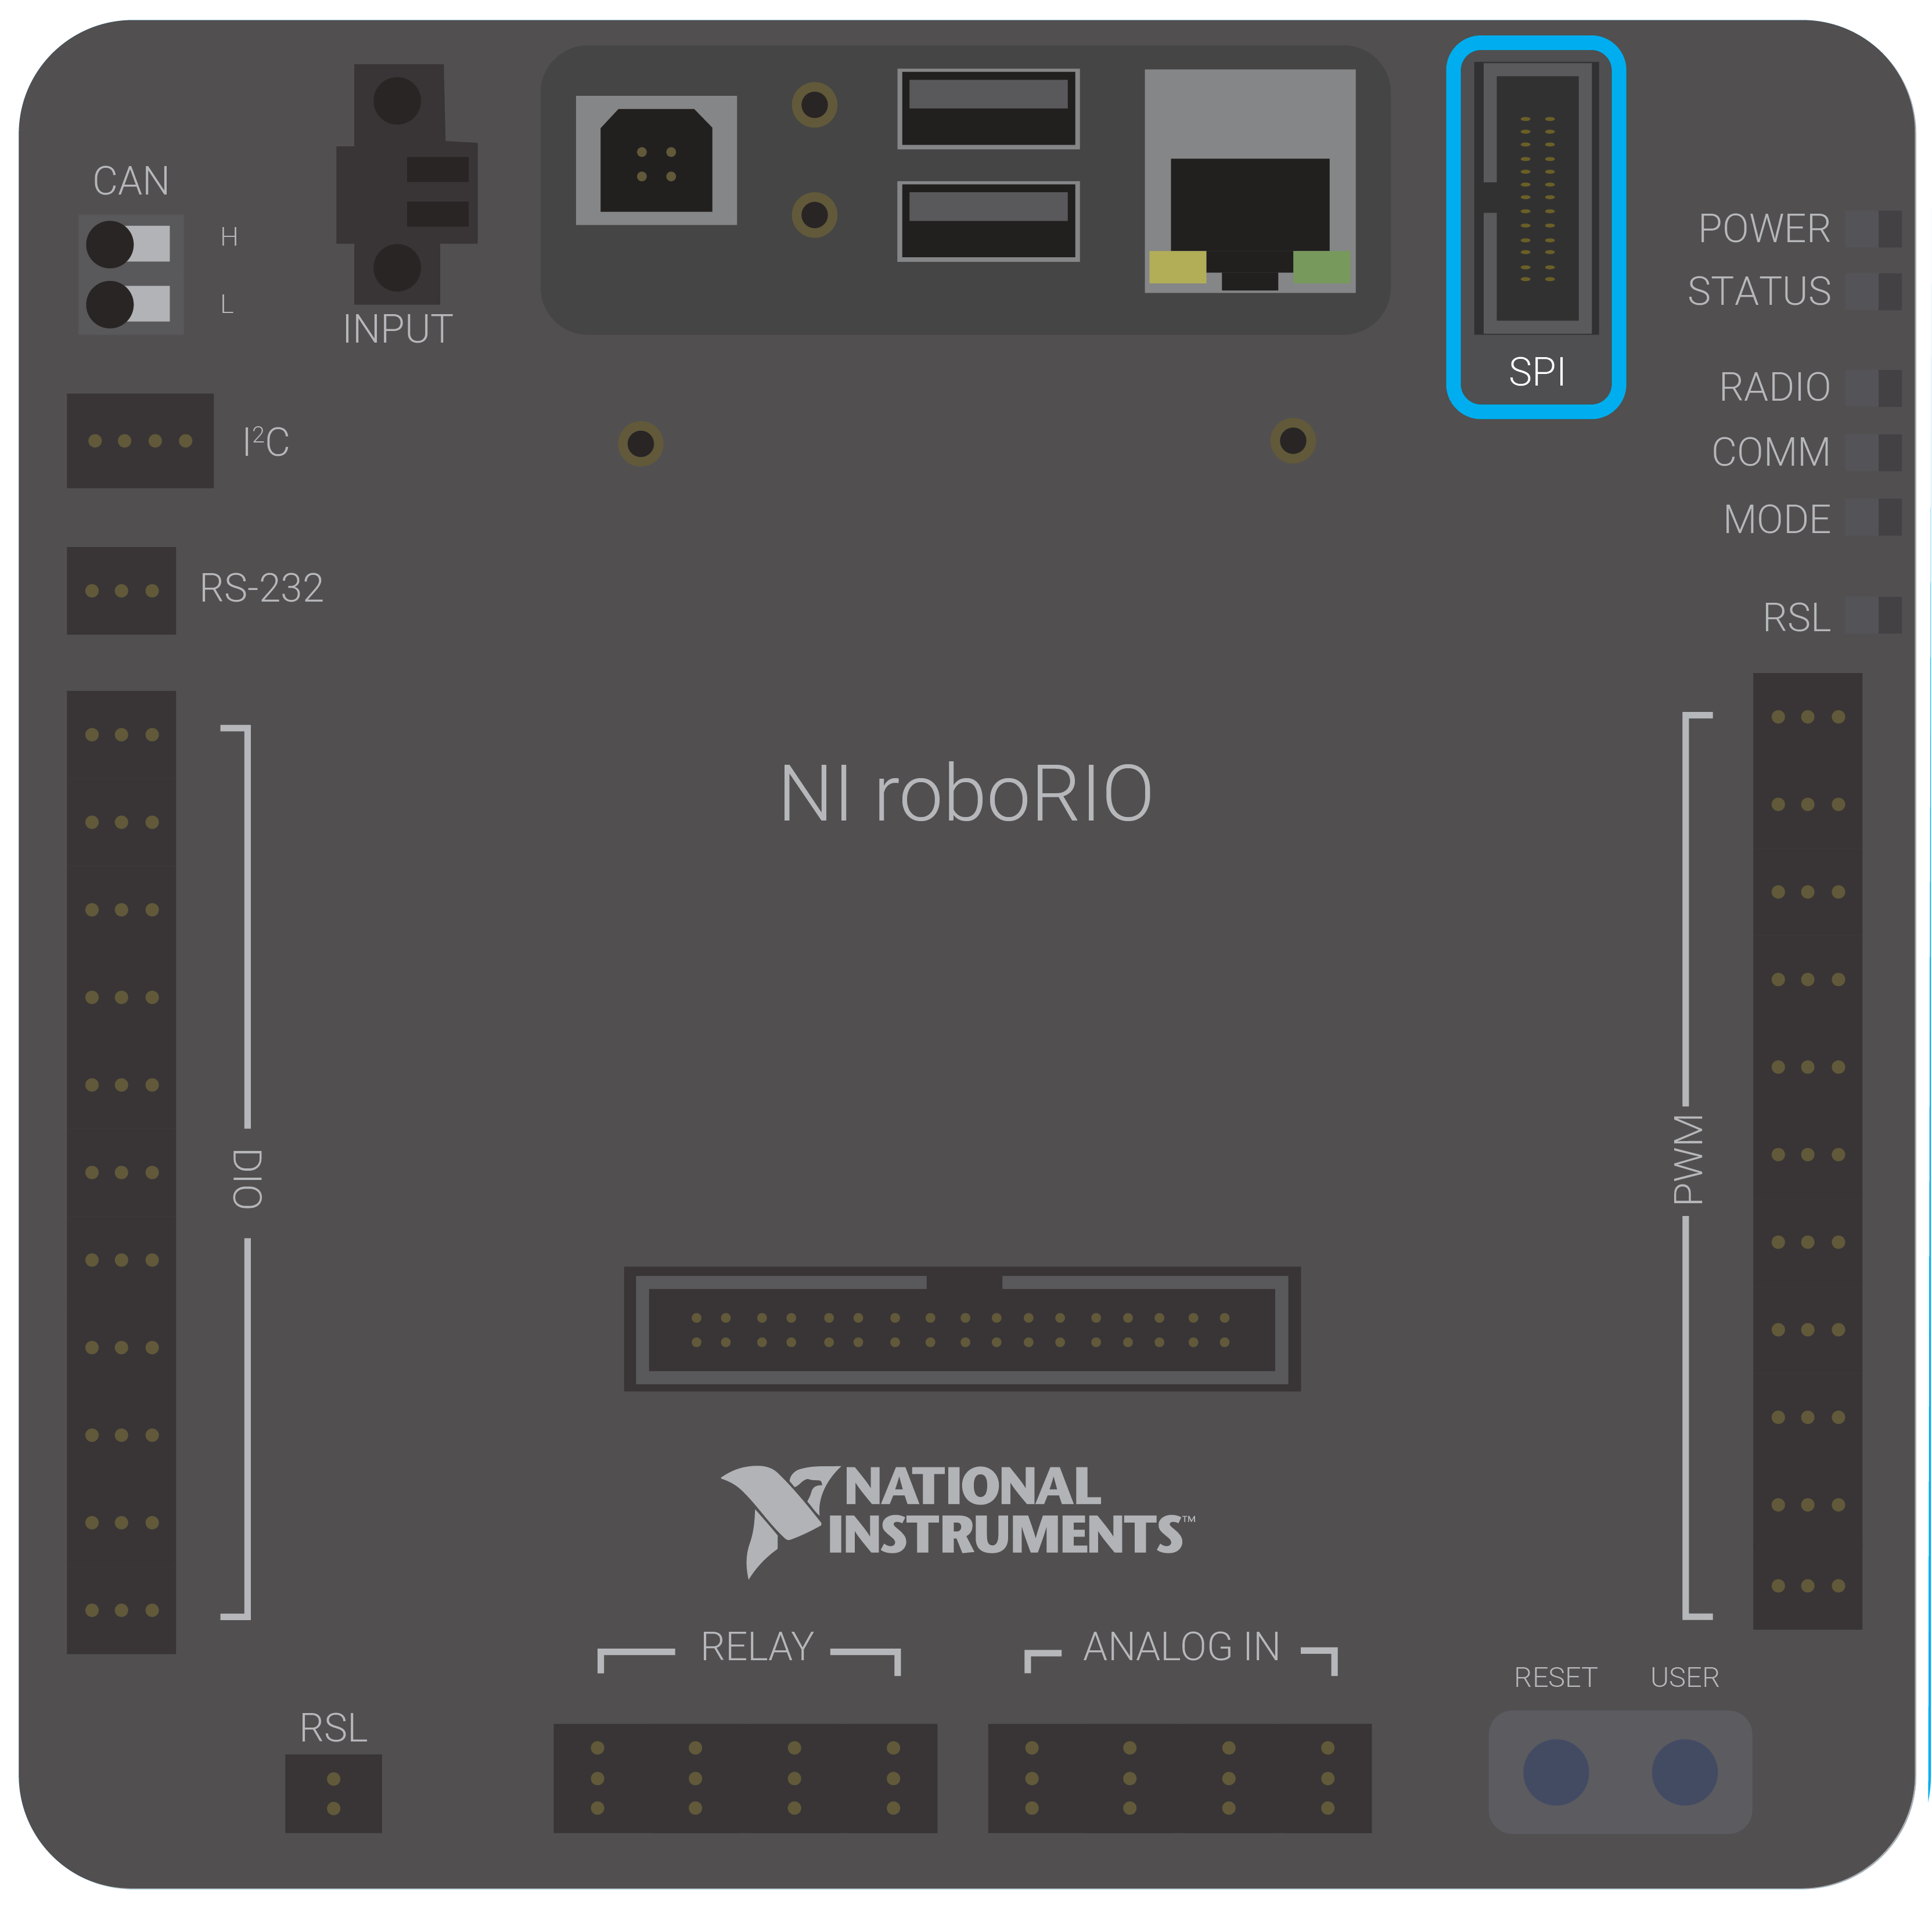 CAN
H
L
INPUT
SPI
POWER
STATUS
RADIO
COMM
MODE
RSL
I²C
RS-232
NI roboRIO
DIO
PWM
NATIONAL
INSTRUMENTS™
RELAY
ANALOG IN
RESET
USER
RSL